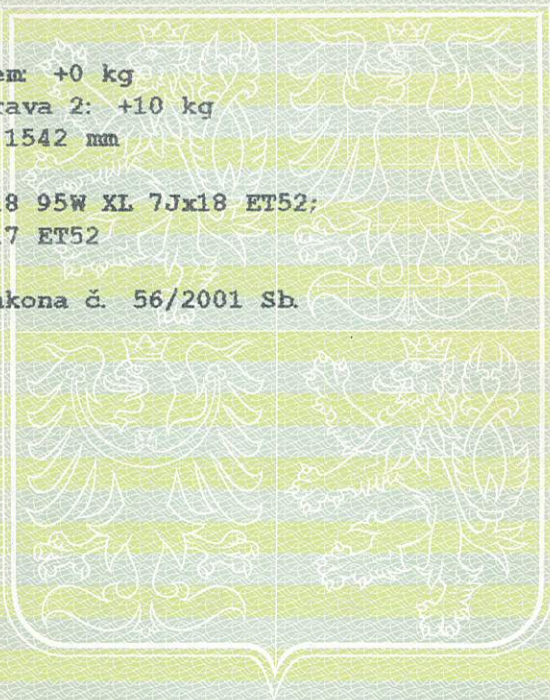 em: +0 kg
rava 2: +10 kg
1542 mm
8 95W XL 7Jx18 ET52;
7 ET52
kona č. 56/2001 Sb.